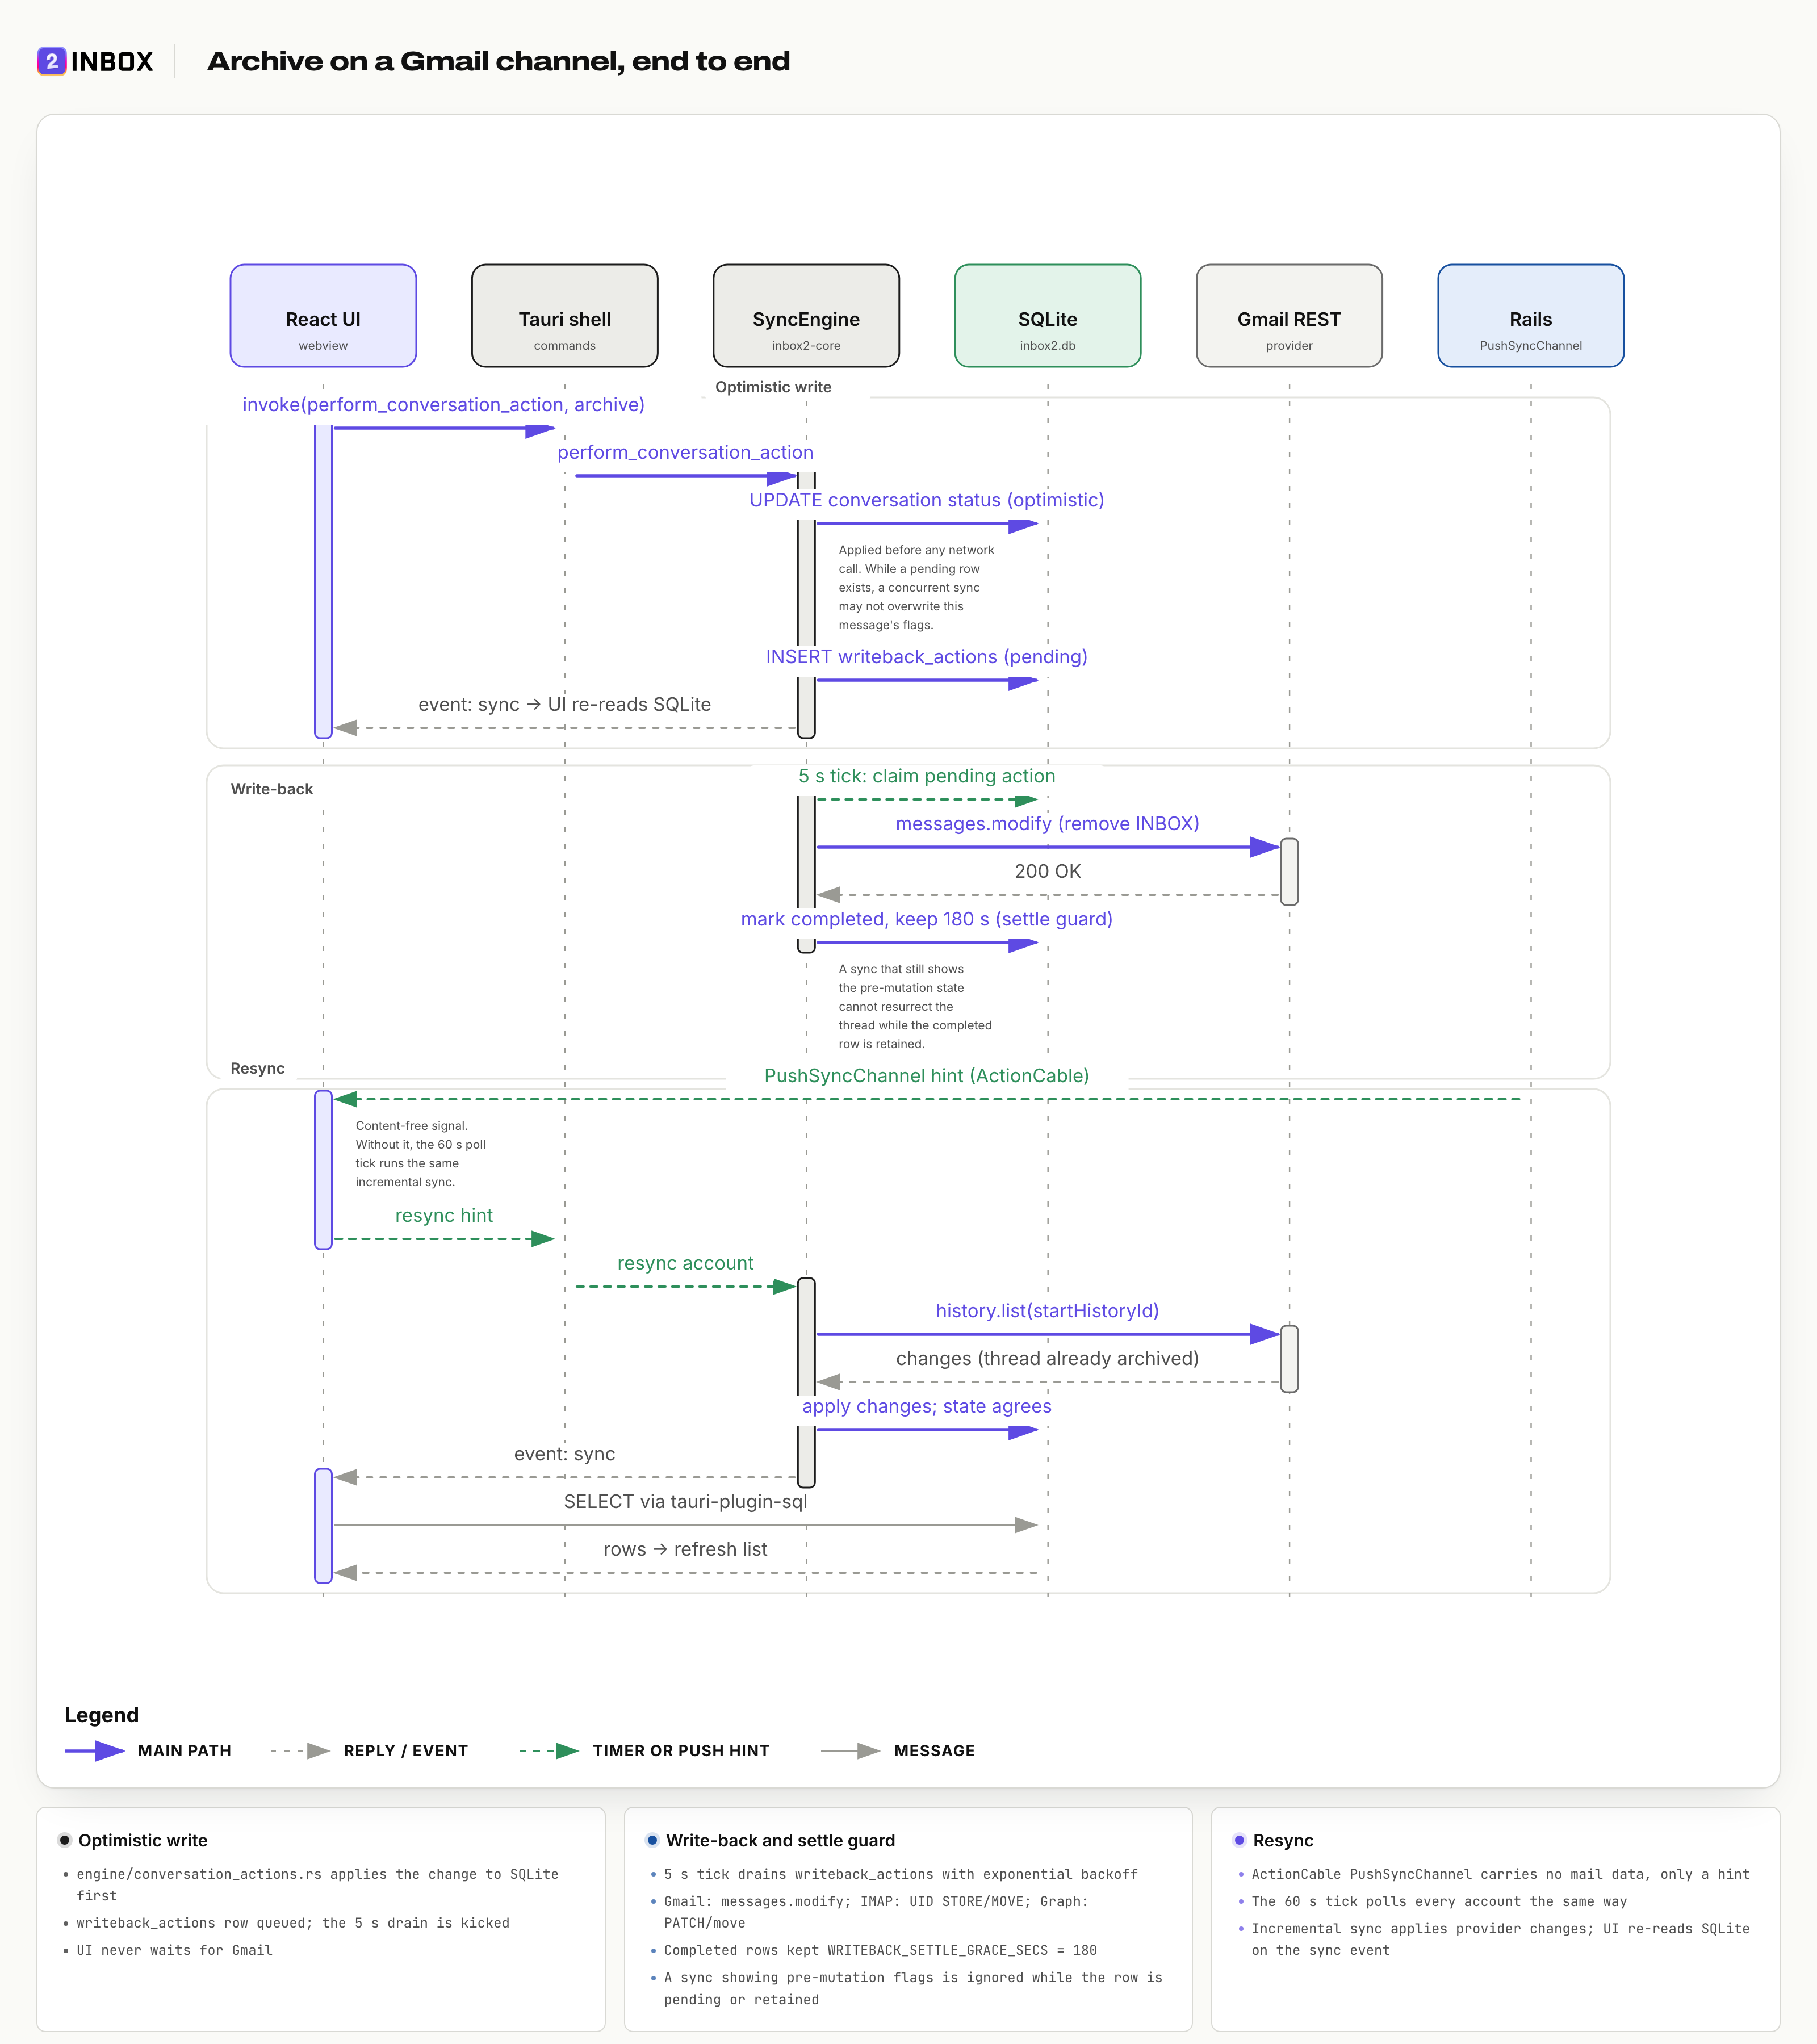 2 INBOX
Archive on a Gmail channel, end to end
React UI
webview
Tauri shell
commands
SyncEngine
inbox2-core
SQLite
inbox2.db
Gmail REST
provider
Rails
PushSyncChannel
Optimistic write
invoke(perform_conversation_action, archive)
perform_conversation_action
UPDATE conversation status (optimistic)
Applied before any network
call. While a pending row
exists, a concurrent sync
may not overwrite this
message's flags.
INSERT writeback_actions (pending)
event: sync → UI re-reads SQLite
Write-back
5 s tick: claim pending action
messages.modify (remove INBOX)
200 OK
mark completed, keep 180 s (settle guard)
A sync that still shows
the pre-mutation state
cannot resurrect the
thread while the completed
row is retained.
Resync
PushSyncChannel hint (ActionCable)
Content-free signal.
Without it, the 60 s poll
tick runs the same
incremental sync.
resync hint
resync account
history.list(startHistoryId)
changes (thread already archived)
apply changes; state agrees
event: sync
SELECT via tauri-plugin-sql
rows → refresh list
Legend
MAIN PATH
REPLY / EVENT
TIMER OR PUSH HINT
MESSAGE
Optimistic write
• engine/conversation_actions.rs applies the change to SQLite
first
• writeback_actions row queued; the 5 s drain is kicked
• UI never waits for Gmail
Write-back and settle guard
• 5 s tick drains writeback_actions with exponential backoff
• Gmail: messages.modify; IMAP: UID STORE/MOVE; Graph:
PATCH/move
• Completed rows kept WRITEBACK_SETTLE_GRACE_SECS = 180
• A sync showing pre-mutation flags is ignored while the row is
pending or retained
Resync
• ActionCable PushSyncChannel carries no mail data, only a hint
• The 60 s tick polls every account the same way
• Incremental sync applies provider changes; UI re-reads SQLite
on the sync event